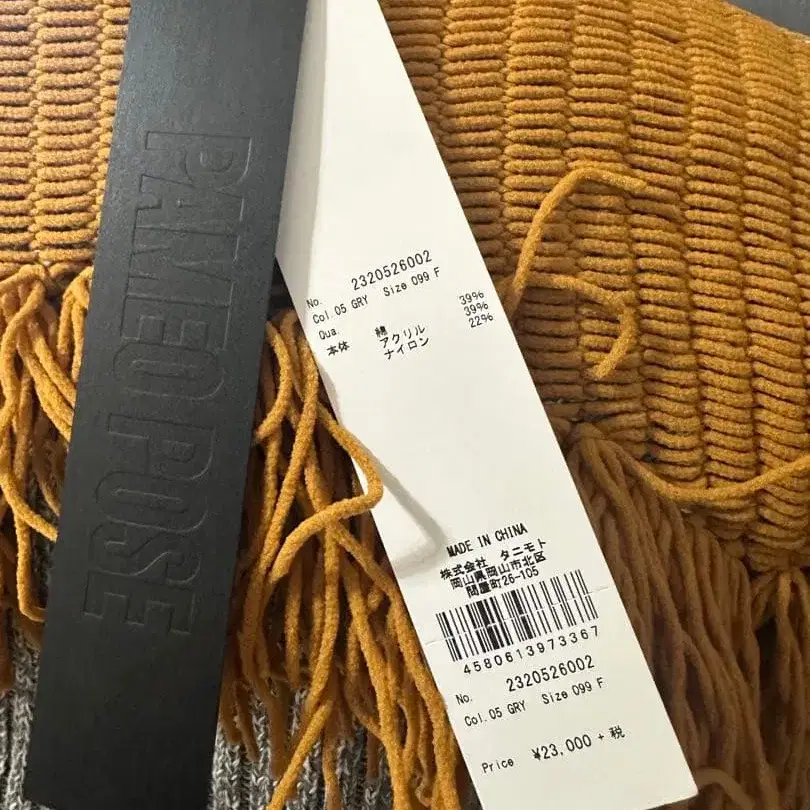 PAMEO POSE
No. 2320526002
Col. 05 GRY Size 099 F
Qua.
本体 綿 39%
アクリル 39%
ナイロン 22%
MADE IN CHINA
株式会社 タニモト
岡山県岡山市北区
問屋町26-105
4580613973367
No. 2320526002
Col. 05 GRY Size 099 F
Price ¥23,000 + 税